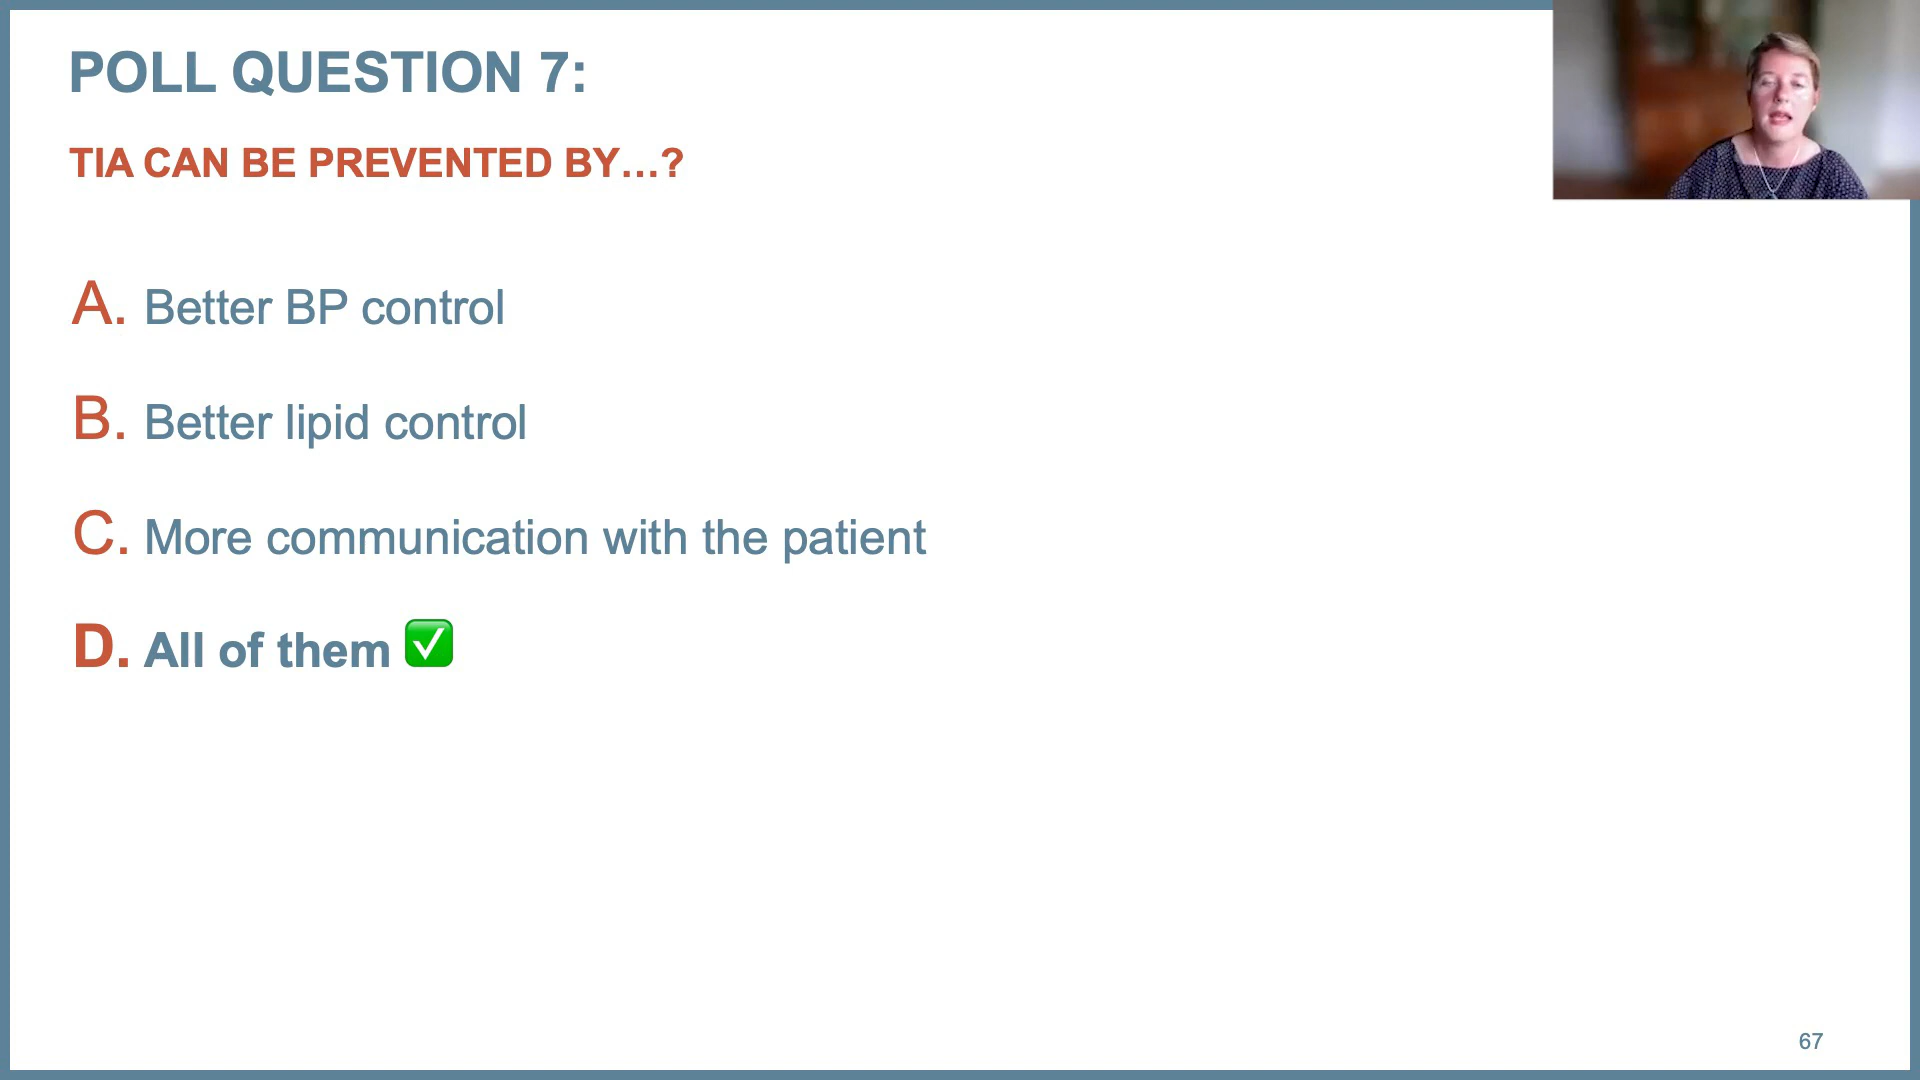 POLL QUESTION 7:
TIA CAN BE PREVENTED BY...?
A. Better BP control
B. Better lipid control
C. More communication with the patient
D. All of them ✅
67